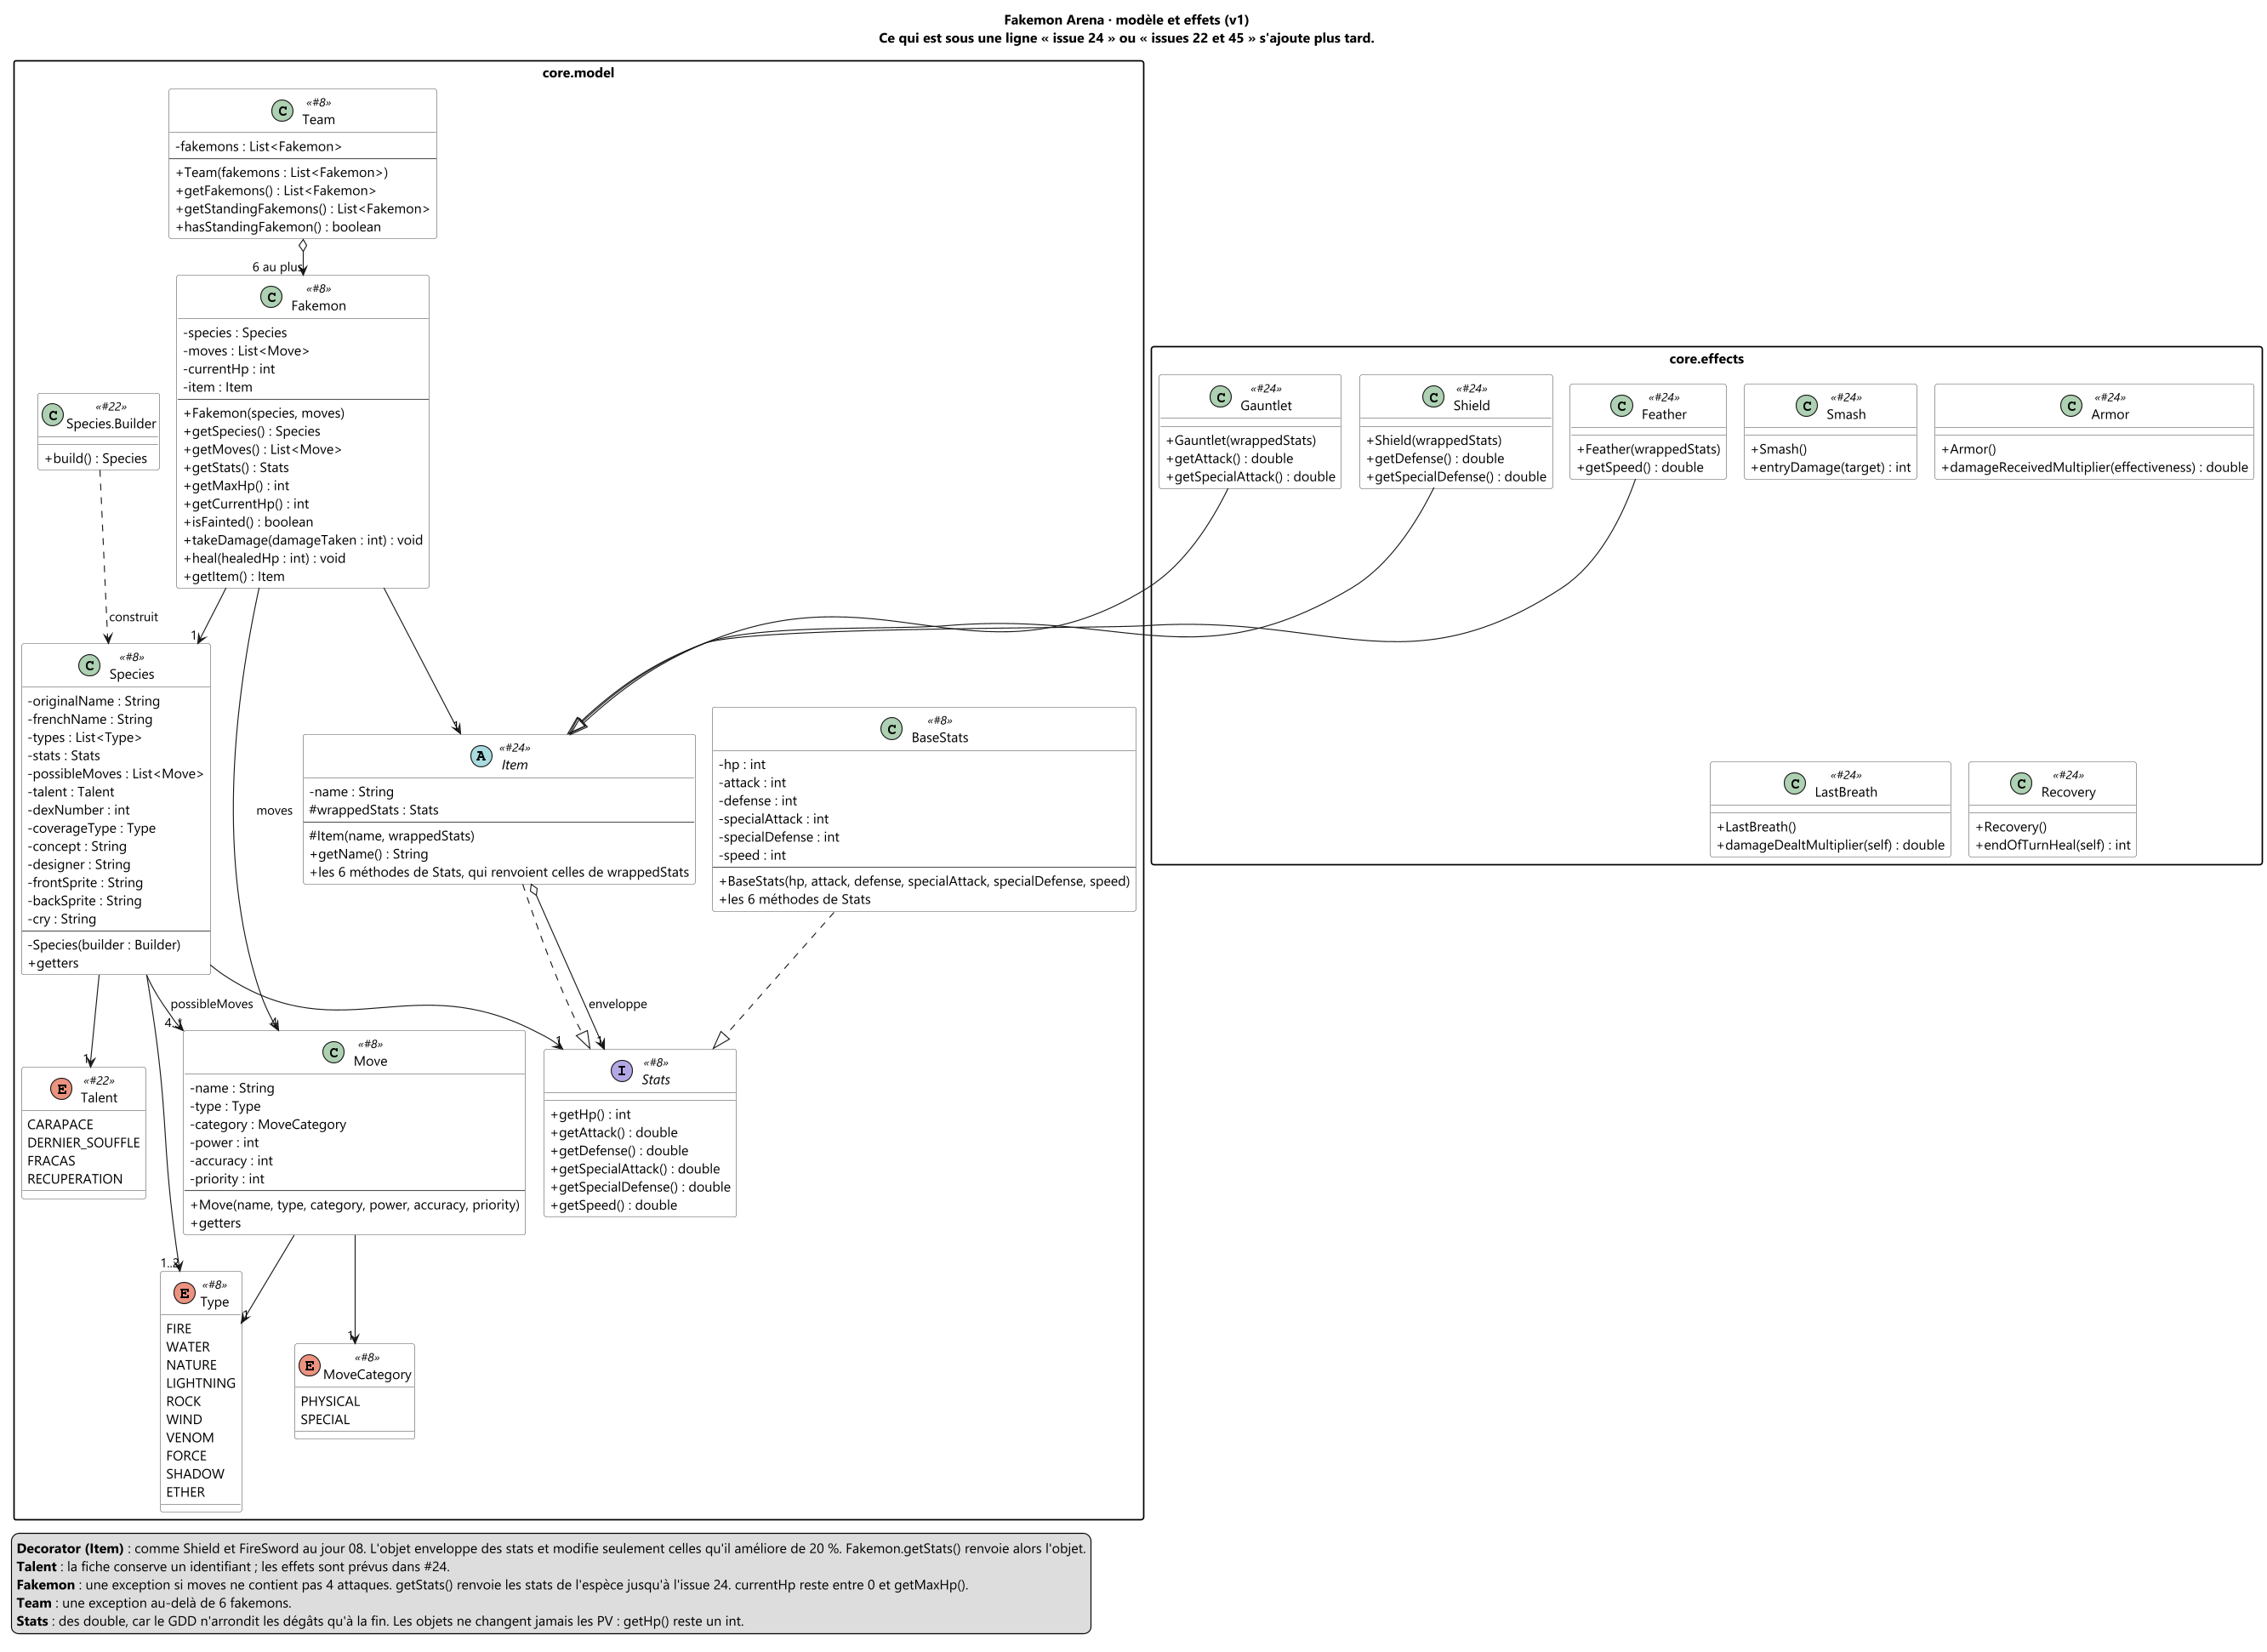 Fakemon Arena · modèle et effets (v1)
Ce qui est sous une ligne « issue 24 » ou « issues 22 et 45 » s'ajoute plus tard.
core.model
C «#8» Team
-fakemons : List<Fakemon>
+Team(fakemons : List<Fakemon>)
+getFakemons() : List<Fakemon>
+getStandingFakemons() : List<Fakemon>
+hasStandingFakemon() : boolean
6 au plus
C «#8» Fakemon
-species : Species
-moves : List<Move>
-currentHp : int
-item : Item
+Fakemon(species, moves)
+getSpecies() : Species
+getMoves() : List<Move>
+getStats() : Stats
+getMaxHp() : int
+getCurrentHp() : int
+isFainted() : boolean
+takeDamage(damageTaken : int) : void
+heal(healedHp : int) : void
+getItem() : Item
C «#22» Species.Builder
+build() : Species
construit
1
moves
1
C «#8» Species
-originalName : String
-frenchName : String
-types : List<Type>
-stats : Stats
-possibleMoves : List<Move>
-talent : Talent
-dexNumber : int
-coverageType : Type
-concept : String
-designer : String
-frontSprite : String
-backSprite : String
-cry : String
-Species(builder : Builder)
+getters
A «#24» Item
-name : String
#wrappedStats : Stats
#Item(name, wrappedStats)
+getName() : String
+les 6 méthodes de Stats, qui renvoient celles de wrappedStats
C «#8» BaseStats
-hp : int
-attack : int
-defense : int
-specialAttack : int
-specialDefense : int
-speed : int
+BaseStats(hp, attack, defense, specialAttack, specialDefense, speed)
+les 6 méthodes de Stats
possibleMoves
enveloppe
1
1
E «#22» Talent
CARAPACE
DERNIER_SOUFFLE
FRACAS
RECUPERATION
C «#8» Move
-name : String
-type : Type
-category : MoveCategory
-power : int
-accuracy : int
-priority : int
+Move(name, type, category, power, accuracy, priority)
+getters
I «#8» Stats
+getHp() : int
+getAttack() : double
+getDefense() : double
+getSpecialAttack() : double
+getSpecialDefense() : double
+getSpeed() : double
1..2
1
1
E «#8» Type
FIRE
WATER
NATURE
LIGHTNING
ROCK
WIND
VENOM
FORCE
SHADOW
ETHER
E «#8» MoveCategory
PHYSICAL
SPECIAL
core.effects
C «#24» Gauntlet
+Gauntlet(wrappedStats)
+getAttack() : double
+getSpecialAttack() : double
C «#24» Shield
+Shield(wrappedStats)
+getDefense() : double
+getSpecialDefense() : double
C «#24» Feather
+Feather(wrappedStats)
+getSpeed() : double
C «#24» Smash
+Smash()
+entryDamage(target) : int
C «#24» Armor
+Armor()
+damageReceivedMultiplier(effectiveness) : double
C «#24» LastBreath
+LastBreath()
+damageDealtMultiplier(self) : double
C «#24» Recovery
+Recovery()
+endOfTurnHeal(self) : int
Decorator (Item) : comme Shield et FireSword au jour 08. L'objet enveloppe des stats et modifie seulement celles qu'il améliore de 20 %. Fakemon.getStats() renvoie alors l'objet.
Talent : la fiche conserve un identifiant ; les effets sont prévus dans #24.
Fakemon : une exception si moves ne contient pas 4 attaques. getStats() renvoie les stats de l'espèce jusqu'à l'issue 24. currentHp reste entre 0 et getMaxHp().
Team : une exception au-delà de 6 fakemons.
Stats : des double, car le GDD n'arrondit les dégâts qu'à la fin. Les objets ne changent jamais les PV : getHp() reste un int.